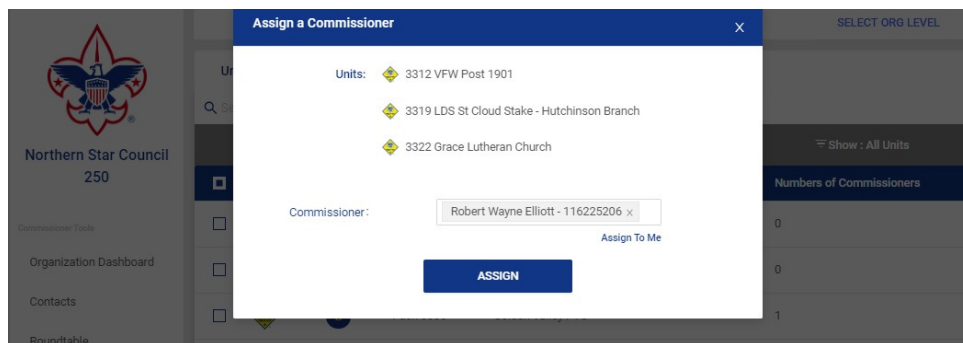 Assign a Commissioner
X
SELECT ORG LEVEL
Units:
3312 VFW Post 1901
3319 LDS St Cloud Stake - Hutchinson Branch
3322 Grace Lutheran Church
Northern Star Council
250
Show : All Units
Numbers of Commissioners
Commissioner:
Robert Wayne Elliott - 116225206 ×
Assign To Me
ASSIGN
Commissioner Tools
Organization Dashboard
Contacts
Roundtable
0
0
1